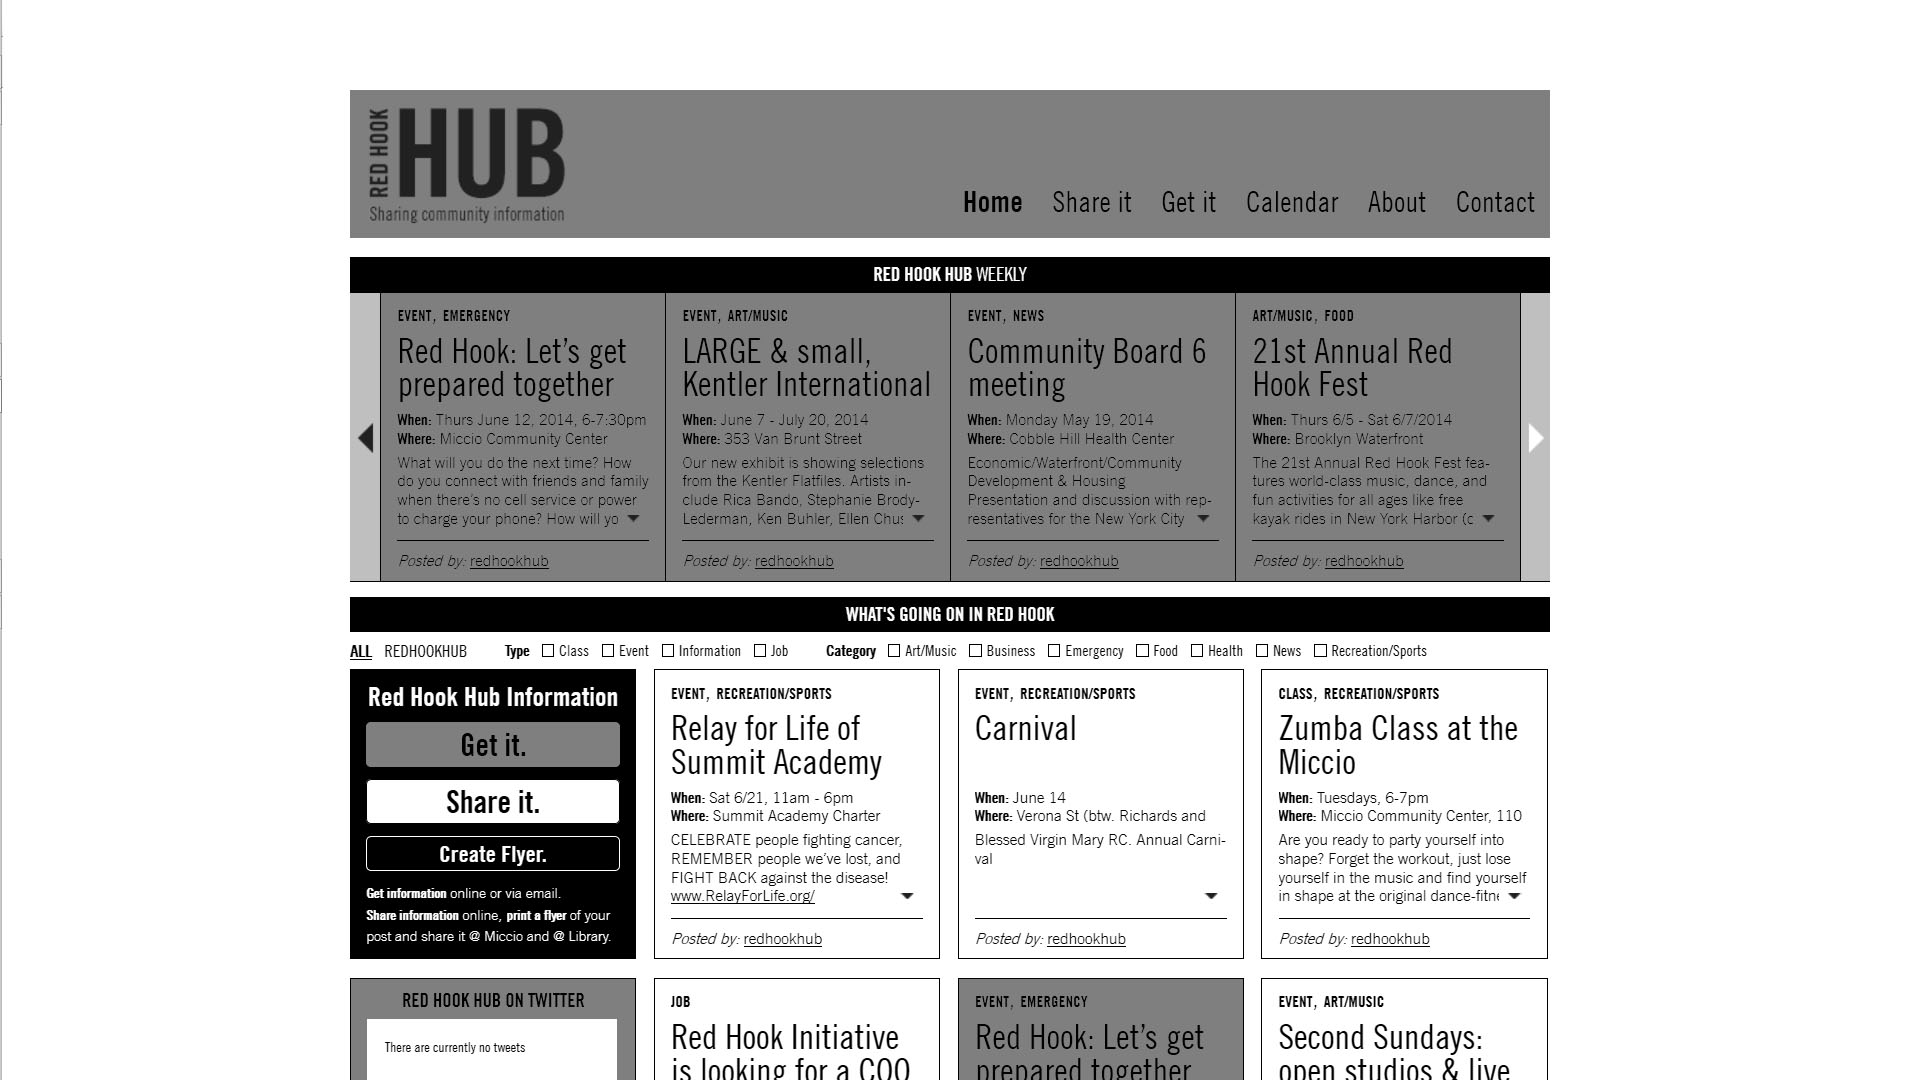 RED HOOK
HUB
Sharing community information
Home Share it Get it Calendar About Contact
RED HOOK HUB WEEKLY
EVENT, EMERGENCY
Red Hook: Let's get
prepared together
When: Thurs June 12, 2014, 6-7:30pm
Where: Miccio Community Center
What will you do the next time? How
do you connect with friends and family
when there's no cell service or power
to charge your phone? How will yo
Posted by: redhookhub
EVENT, ART/MUSIC
LARGE & small,
Kentler International
When: June 7 - July 20, 2014
Where: 353 Van Brunt Street
Our new exhibit is showing selections
from the Kentler Flatfiles. Artists in-
clude Rica Bando, Stephanie Brody-
Lederman, Ken Buhler, Ellen Chus
Posted by: redhookhub
EVENT, NEWS
Community Board 6
meeting
When: Monday May 19, 2014
Where: Cobble Hill Health Center
Economic/Waterfront/Community
Development & Housing
Presentation and discussion with rep-
resentatives for the New York City
Posted by: redhookhub
ART/MUSIC, FOOD
21st Annual Red
Hook Fest
When: Thurs 6/5 - Sat 6/7/2014
Where: Brooklyn Waterfront
The 21st Annual Red Hook Fest fea-
tures world-class music, dance, and
fun activities for all ages like free
kayak rides in New York Harbor (c
Posted by: redhookhub
WHAT'S GOING ON IN RED HOOK
ALL REDHOOKHUB Type Class Event Information Job Category Art/Music Business Emergency Food Health News Recreation/Sports
Red Hook Hub Information
Get it.
Share it.
Create Flyer.
Get information online or via email.
Share information online, print a flyer of your
post and share it @ Miccio and @ Library.
EVENT, RECREATION/SPORTS
Relay for Life of
Summit Academy
When: Sat 6/21, 11am - 6pm
Where: Summit Academy Charter
CELEBRATE people fighting cancer,
REMEMBER people we've lost, and
FIGHT BACK against the disease!
www.RelayForLife.org/
Posted by: redhookhub
EVENT, RECREATION/SPORTS
Carnival
When: June 14
Where: Verona St (btw. Richards and
Blessed Virgin Mary RC. Annual Carni-
val
Posted by: redhookhub
CLASS, RECREATION/SPORTS
Zumba Class at the
Miccio
When: Tuesdays, 6-7pm
Where: Miccio Community Center, 110
Are you ready to party yourself into
shape? Forget the workout, just lose
yourself in the music and find yourself
in shape at the original dance-fitne
Posted by: redhookhub
RED HOOK HUB ON TWITTER
There are currently no tweets
JOB
Red Hook Initiative
is looking for a COO
EVENT, EMERGENCY
Red Hook: Let's get
prepared together
EVENT, ART/MUSIC
Second Sundays:
open studios & live